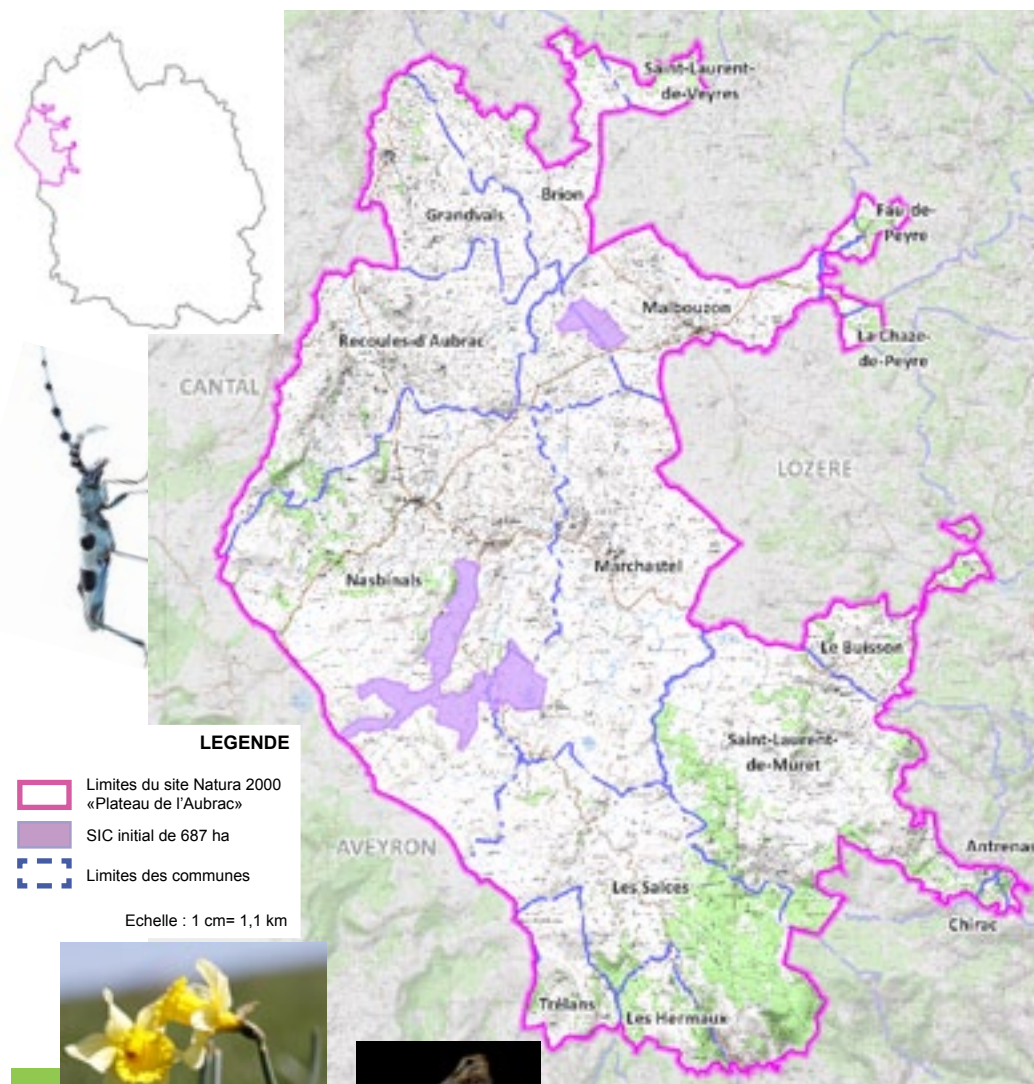 Saint-Laurent-
de-Veyres
Brion
Grandvals
Fau-de-
Peyre
Malbouzon
La Chaze-
de-Peyre
Recoules-d'Aubrac
CANTAL
LOZERE
Nasbinals
Marchastel
Le Buisson
Saint-Laurent-
de-Muret
AVEYRON
Antrenas
Les Salces
Chirac
Trélans
Les Hermaux
LEGENDE
Limites du site Natura 2000
«Plateau de l'Aubrac»
SIC initial de 687 ha
Limites des communes
Echelle : 1 cm= 1,1 km